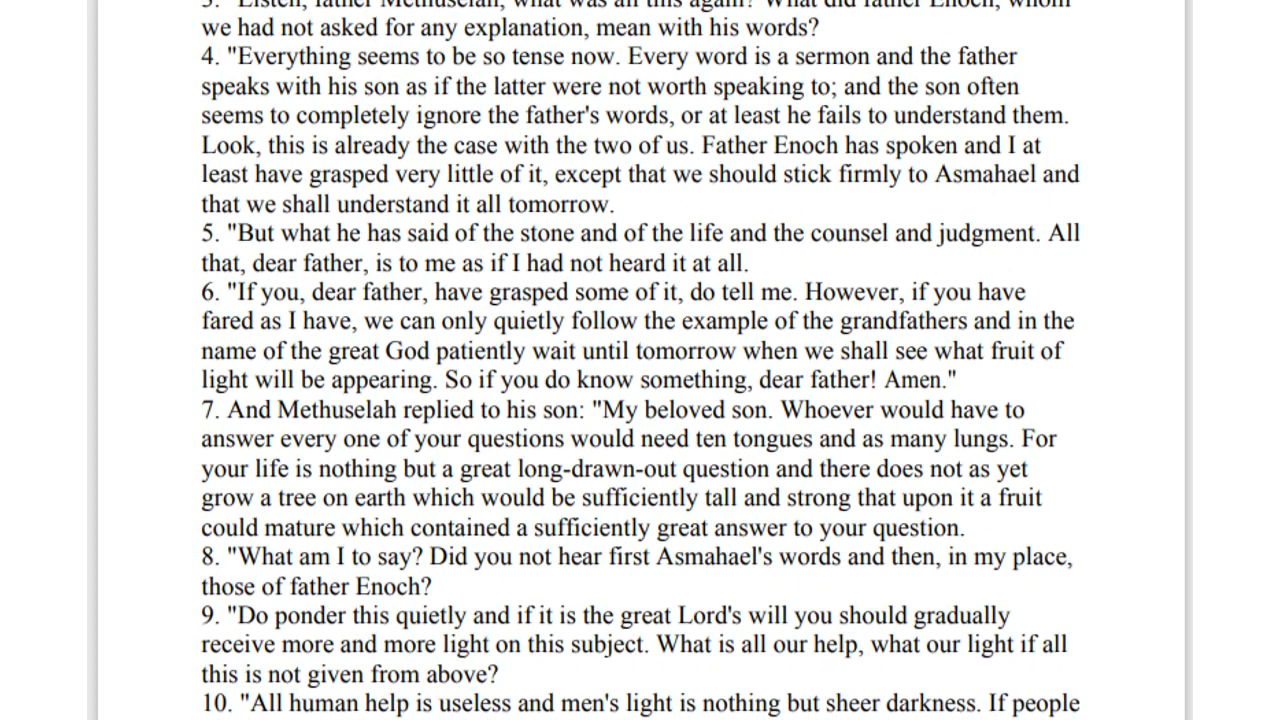 3. "Listen, father Methuselah, what was all this again? What did father Enoch, whom
we had not asked for any explanation, mean with his words?
4. "Everything seems to be so tense now. Every word is a sermon and the father
speaks with his son as if the latter were not worth speaking to; and the son often
seems to completely ignore the father's words, or at least he fails to understand them.
Look, this is already the case with the two of us. Father Enoch has spoken and I at
least have grasped very little of it, except that we should stick firmly to Asmahael and
that we shall understand it all tomorrow.
5. "But what he has said of the stone and of the life and the counsel and judgment. All
that, dear father, is to me as if I had not heard it at all.
6. "If you, dear father, have grasped some of it, do tell me. However, if you have
fared as I have, we can only quietly follow the example of the grandfathers and in the
name of the great God patiently wait until tomorrow when we shall see what fruit of
light will be appearing. So if you do know something, dear father! Amen."
7. And Methuselah replied to his son: "My beloved son. Whoever would have to
answer every one of your questions would need ten tongues and as many lungs. For
your life is nothing but a great long-drawn-out question and there does not as yet
grow a tree on earth which would be sufficiently tall and strong that upon it a fruit
could mature which contained a sufficiently great answer to your question.
8. "What am I to say? Did you not hear first Asmahael's words and then, in my place,
those of father Enoch?
9. "Do ponder this quietly and if it is the great Lord's will you should gradually
receive more and more light on this subject. What is all our help, what our light if all
this is not given from above?
10. "All human help is useless and men's light is nothing but sheer darkness. If people